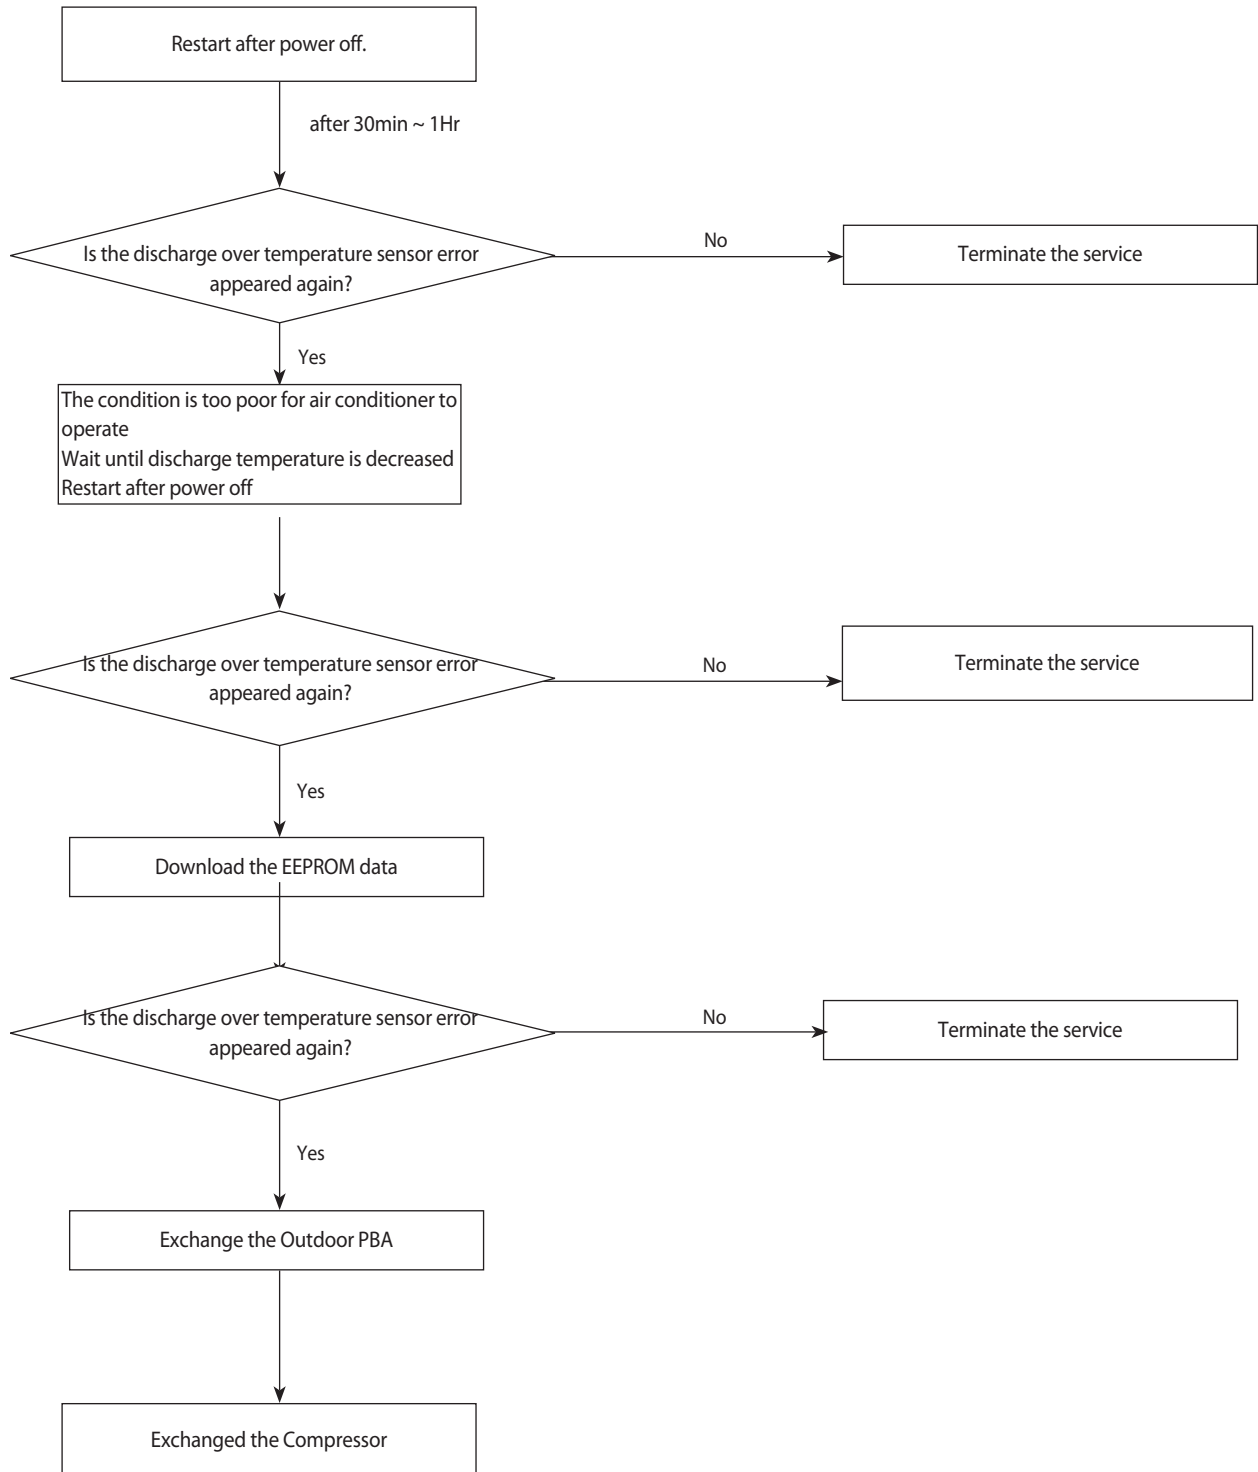 Restart after power off.
after 30min ~ 1Hr
Is the discharge over temperature sensor error
appeared again?
No
Terminate the service
Yes
The condition is too poor for air conditioner to
operate
Wait until discharge temperature is decreased
Restart after power off
Is the discharge over temperature sensor error
appeared again?
No
Terminate the service
Yes
Download the EEPROM data
Is the discharge over temperature sensor error
appeared again?
No
Terminate the service
Yes
Exchange the Outdoor PBA
Exchanged the Compressor